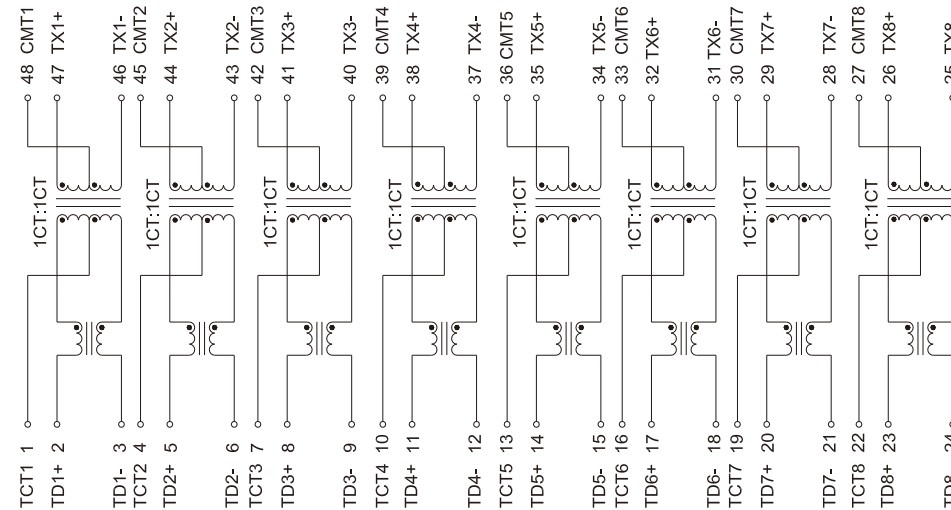 48 CMT1
47 TX1+
46 TX1-
45 CMT2
44 TX2+
43 TX2-
42 CMT3
41 TX3+
40 TX3-
39 CMT4
38 TX4+
37 TX4-
36 CMT5
35 TX5+
34 TX5-
33 CMT6
32 TX6+
31 TX6-
30 CMT7
29 TX7+
28 TX7-
27 CMT8
26 TX8+
1CT:1CT
1CT:1CT
1CT:1CT
1CT:1CT
1CT:1CT
1CT:1CT
1CT:1CT
1CT:1CT
TCT1 1
TD1+ 2
TD1- 3
TCT2 4
TD2+ 5
TD2- 6
TCT3 7
TD3+ 8
TD3- 9
TCT4 10
TD4+ 11
TD4- 12
TCT5 13
TD5+ 14
TD5- 15
TCT6 16
TD6+ 17
TD6- 18
TCT7 19
TD7+ 20
TD7- 21
TCT8 22
TD8+ 23